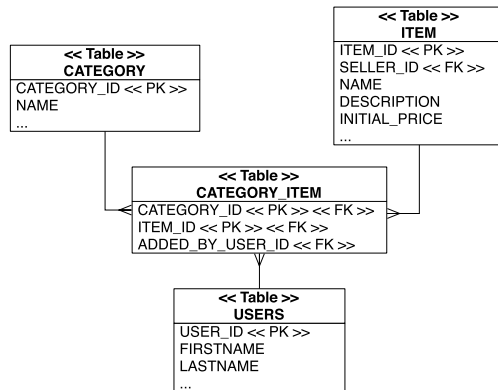 << Table >>
CATEGORY
CATEGORY_ID << PK >>
NAME
...
<< Table >>
ITEM
ITEM_ID << PK >>
SELLER_ID << FK >>
NAME
DESCRIPTION
INITIAL_PRICE
...
<< Table >>
CATEGORY_ITEM
CATEGORY_ID << PK >> << FK >>
ITEM_ID << PK >> << FK >>
ADDED_BY_USER_ID << FK >>
<< Table >>
USERS
USER_ID << PK >>
FIRSTNAME
LASTNAME
...